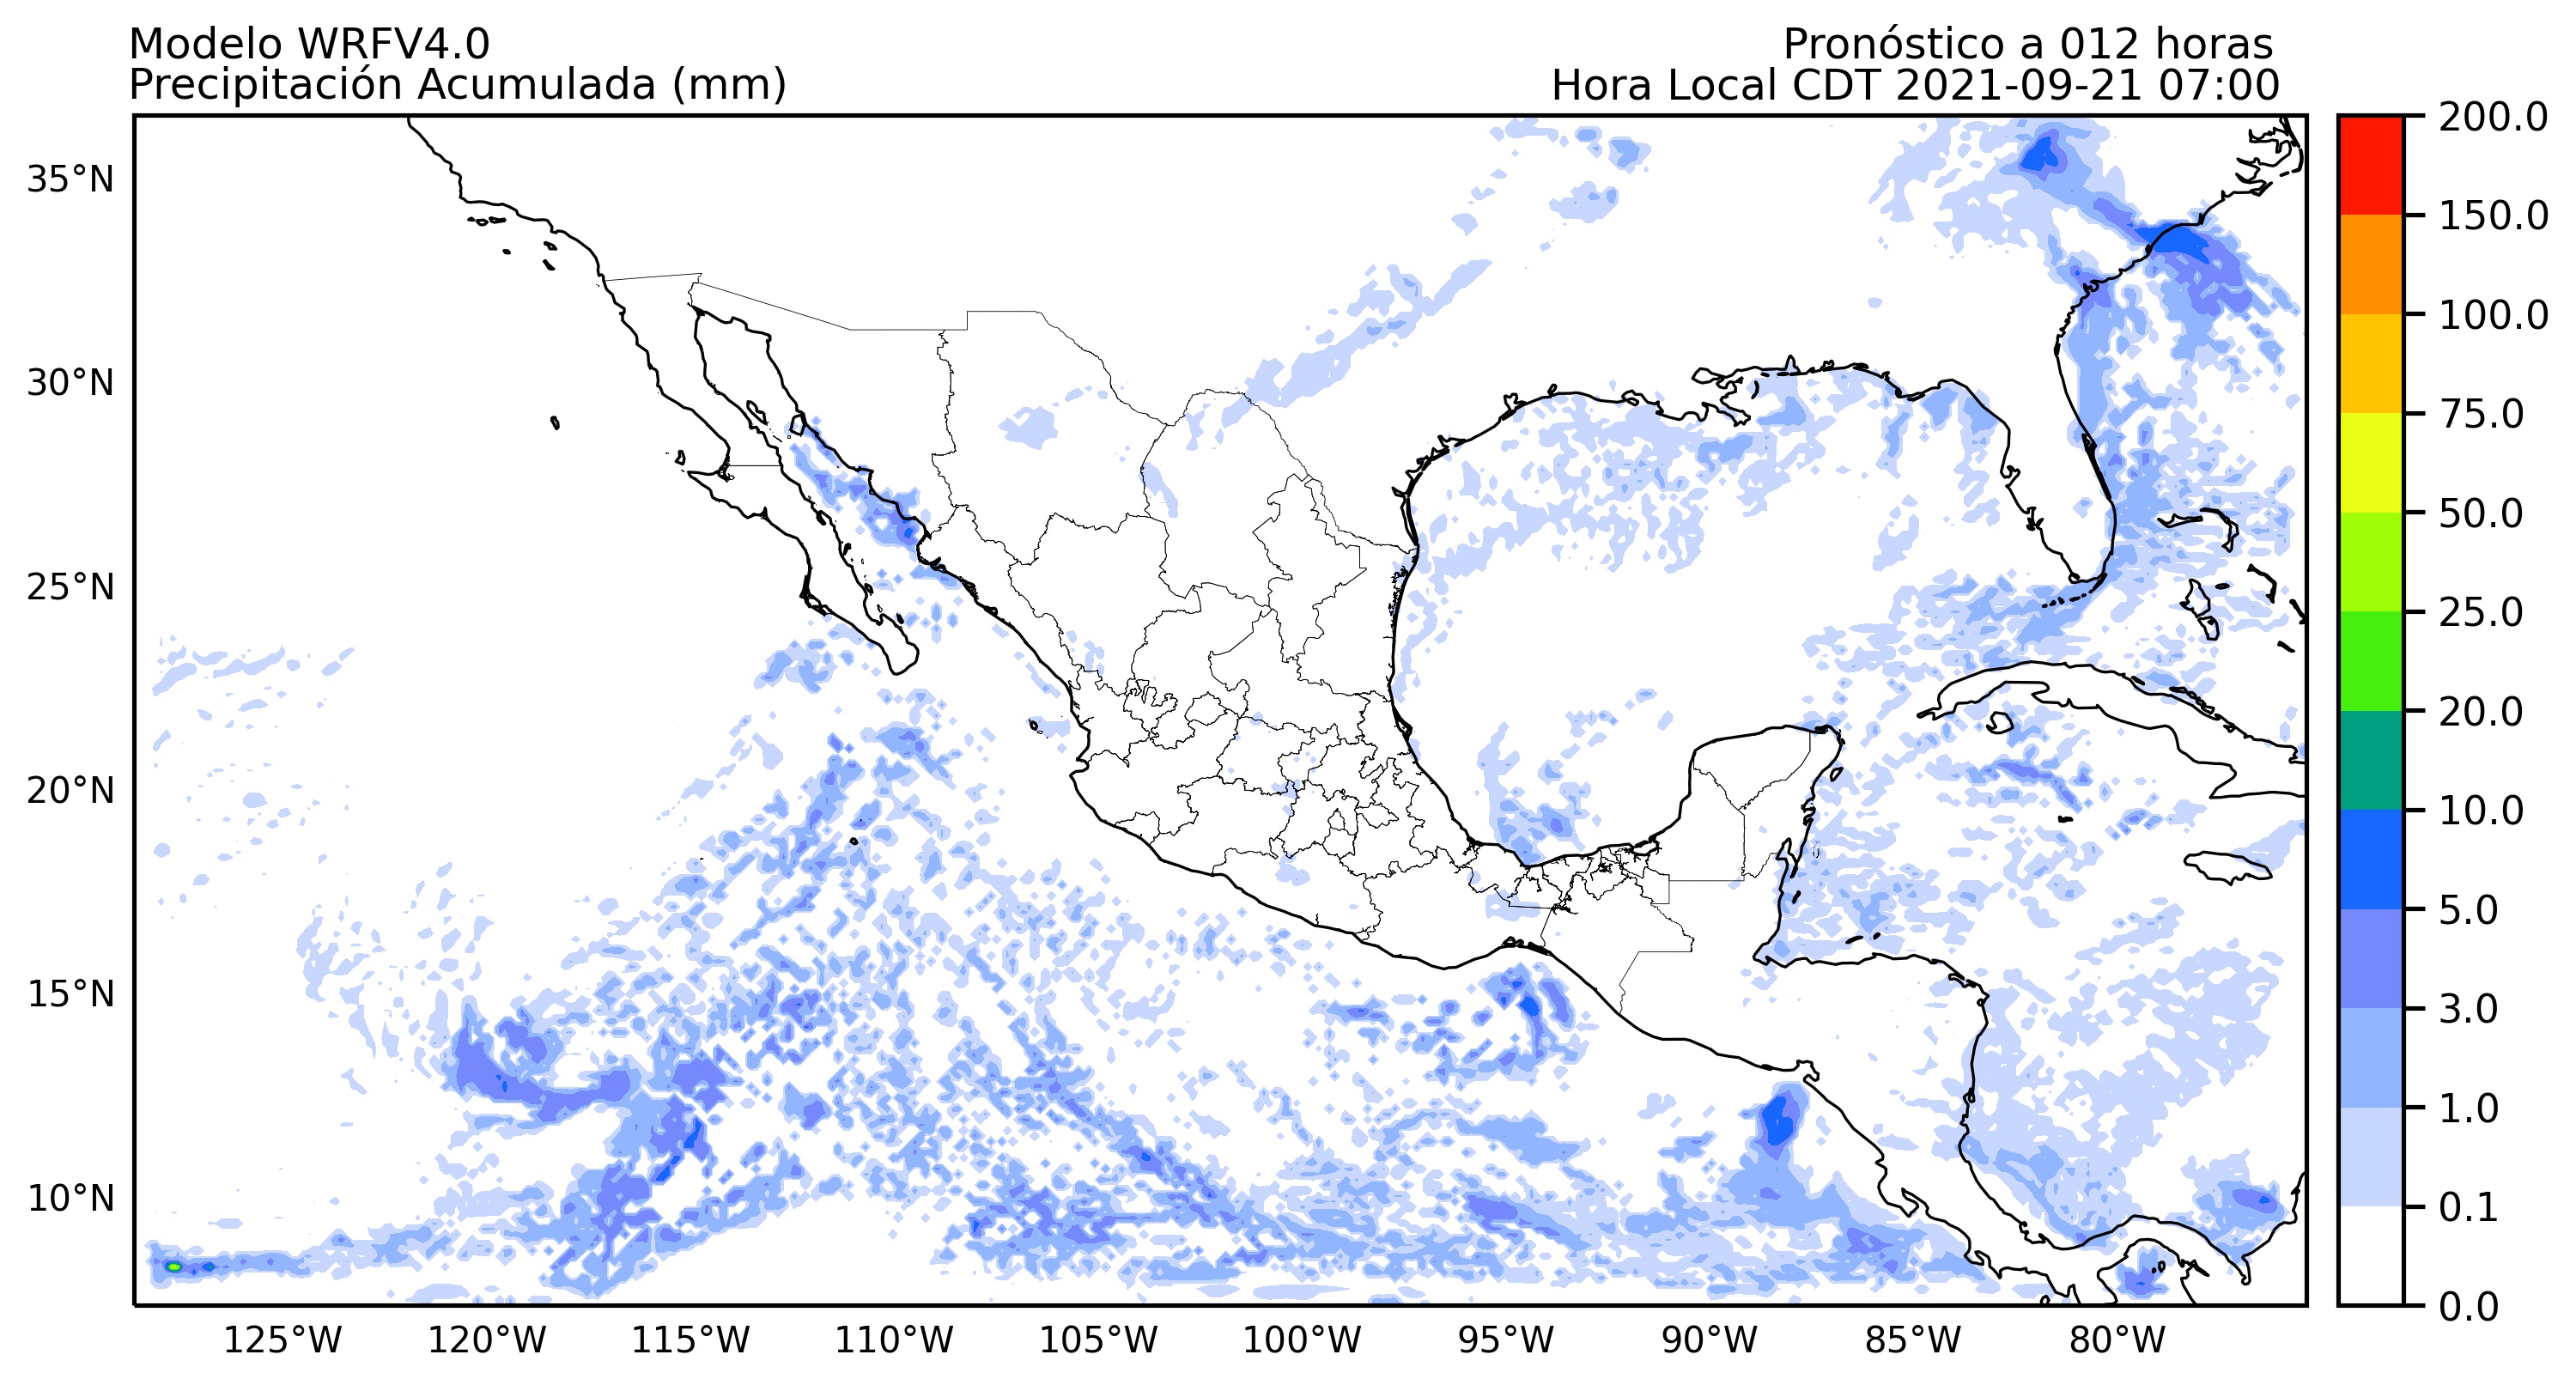 Modelo WRFV4.0
Precipitación Acumulada (mm)
Pronóstico a 012 horas
Hora Local CDT 2021-09-21 07:00
35°N
30°N
25°N
20°N
15°N
10°N
125°W
120°W
115°W
110°W
105°W
100°W
95°W
90°W
85°W
80°W
200.0
150.0
100.0
75.0
50.0
25.0
20.0
10.0
5.0
3.0
1.0
0.1
0.0